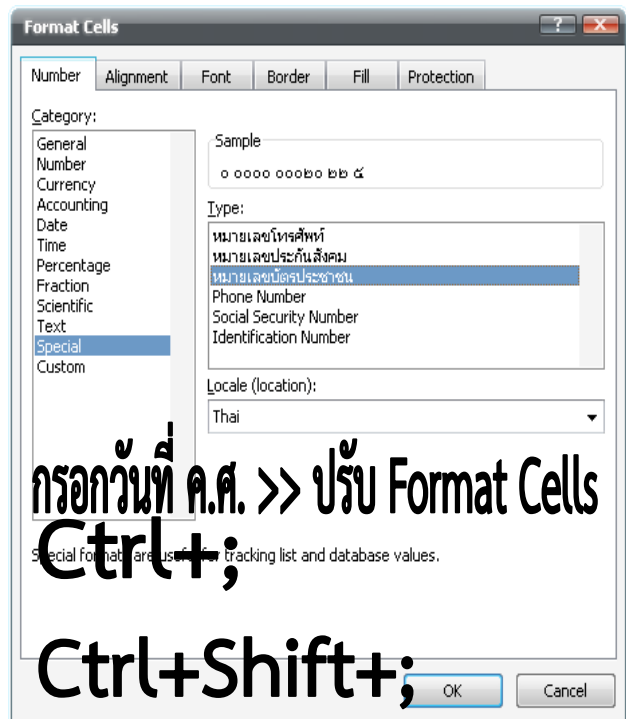 Format Cells
Number Alignment Font Border Fill Protection
Category:
General
Number
Currency
Accounting
Date
Time
Percentage
Fraction
Scientific
Text
Special
Custom
Sample
๐ ๐๐๐๐ ๐๐๐๒๐ ๒๒ ๕
Type:
หมายเลขโทรศัพท์
หมายเลขประกันสังคม
หมายเลขบัตรประชาชน
Phone Number
Social Security Number
Identification Number
Locale (location):
Thai
กรอกวันที่ ค.ศ. >> ปรับ Format Cells
Ctrl+;
Special formats are useful for tracking list and database values.
Ctrl+Shift+;
OK Cancel